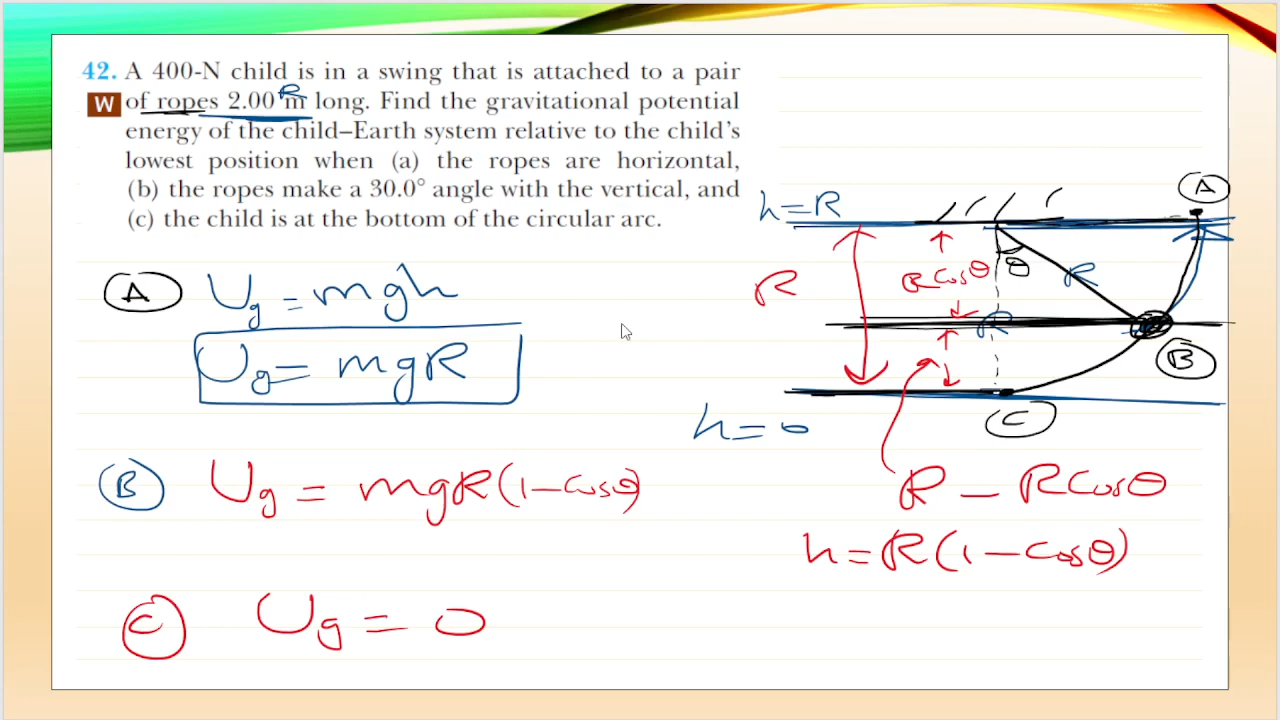 42. A 400-N child is in a swing that is attached to a pair
W of ropes 2.00 m long. Find the gravitational potential
R
energy of the child–Earth system relative to the child's
lowest position when (a) the ropes are horizontal,
(b) the ropes make a 30.0° angle with the vertical, and
(c) the child is at the bottom of the circular arc.
h = R
A
θ
R cos θ
R
R
R
B
C
h = 0
A Ug = mgh
Ug = mgR
B Ug = mgR(1 - cosθ)
R - R cosθ
h = R(1 - cosθ)
C Ug = 0